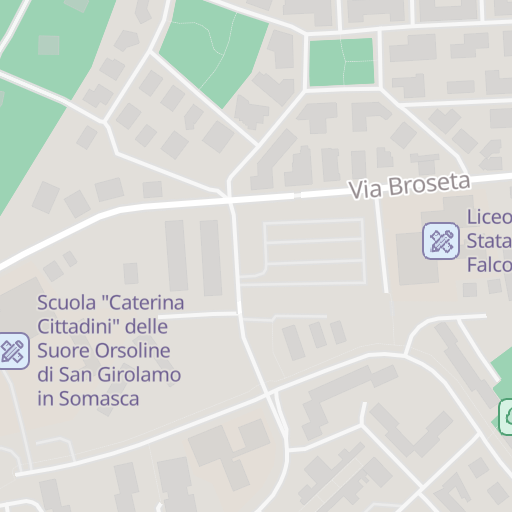 Via Broseta
Liceo
Stata
Falco
Scuola "Caterina
Cittadini" delle
Suore Orsoline
di San Girolamo
in Somasca